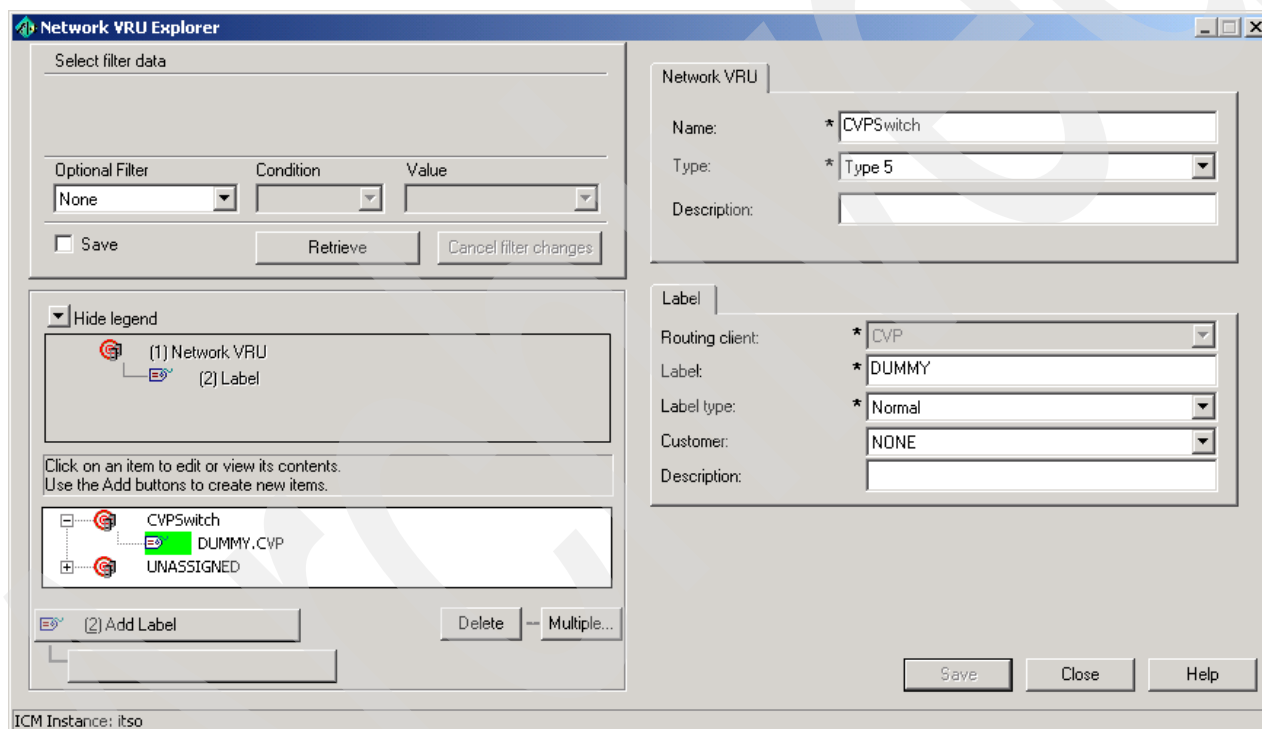 Network VRU Explorer
Select filter data
Optional Filter Condition Value
None
Save Retrieve Cancel filter changes
Hide legend
(1) Network VRU
(2) Label
Click on an item to edit or view its contents.
Use the Add buttons to create new items.
CVPSwitch
DUMMY.CVP
UNASSIGNED
(2) Add Label Delete Multiple...
Network VRU
Name: * CVPSwitch
Type: * Type 5
Description:
Label
Routing client: * CVP
Label: * DUMMY
Label type: * Normal
Customer: NONE
Description:
Save Close Help
ICM Instance: itso